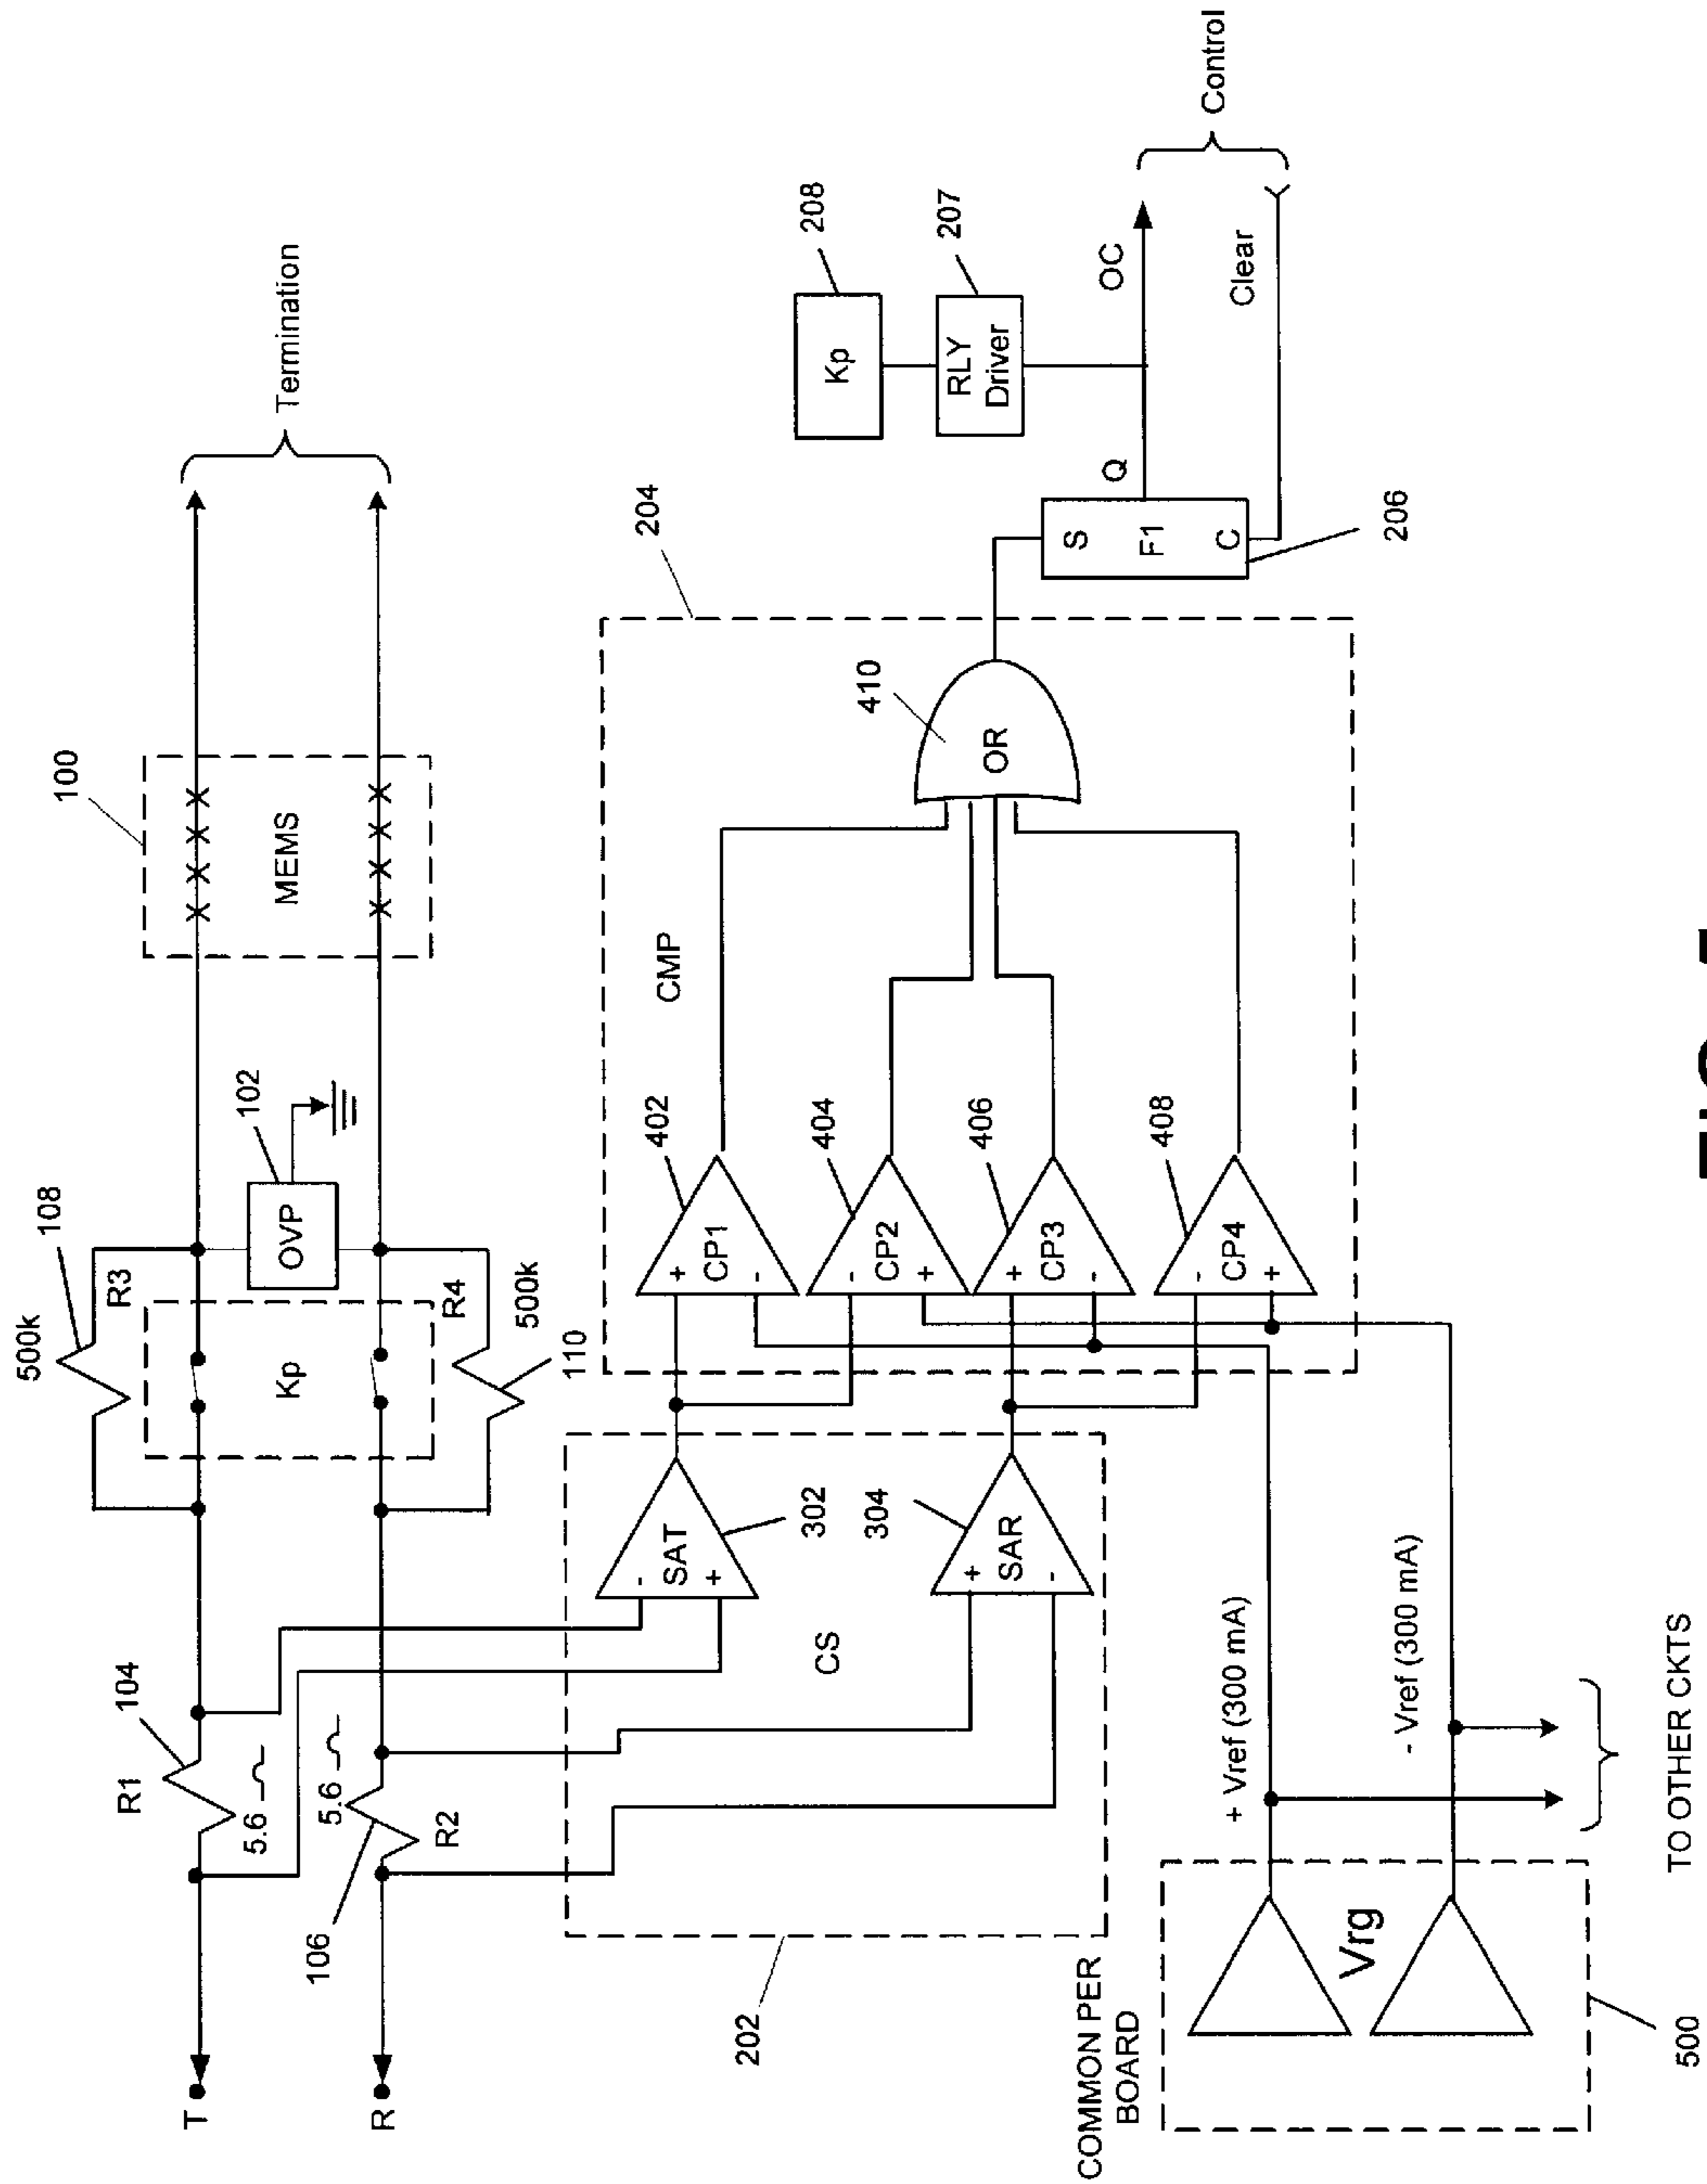 100
Termination
108
500k
R3
102
OVP
MEMS
Kp
R4
500k
110
104
R1
5.6
5.6
T
R2
106
R
208
Kp
207
RLY
Driver
204
Q
OC
Control
Clear
S
F1
C
206
410
OR
CMP
402
404
406
408
+
CP1
-
-
CP2
+
+
CP3
-
-
CP4
+
-
SAT
+
302
304
+
SAR
-
CS
202
COMMON PER
BOARD
+ Vref (300 mA)
- Vref (300 mA)
Vrg
TO OTHER CKTS
500